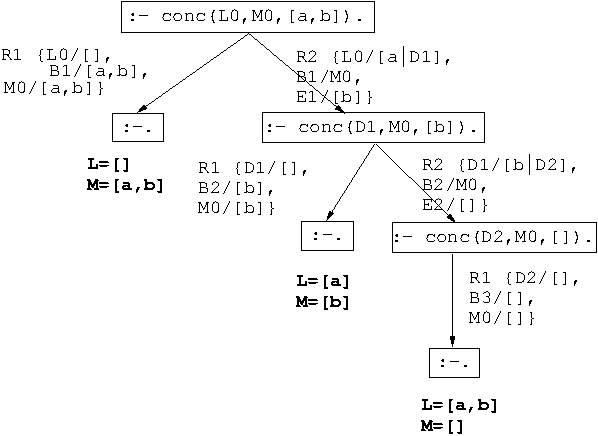 :- conc(L0,M0,[a,b]).
R1 {L0/[],
B1/[a,b],
M0/[a,b]}
R2 {L0/[a|D1],
B1/M0,
E1/[b]}
:-.
:- conc(D1,M0,[b]).
L=[]
M=[a,b]
R1 {D1/[],
B2/[b],
M0/[b]}
R2 {D1/[b|D2],
B2/M0,
E2/[]}
:-.
:- conc(D2,M0,[]).
L=[a]
M=[b]
R1 {D2/[],
B3/[],
M0/[]}
:-.
L=[a,b]
M=[]